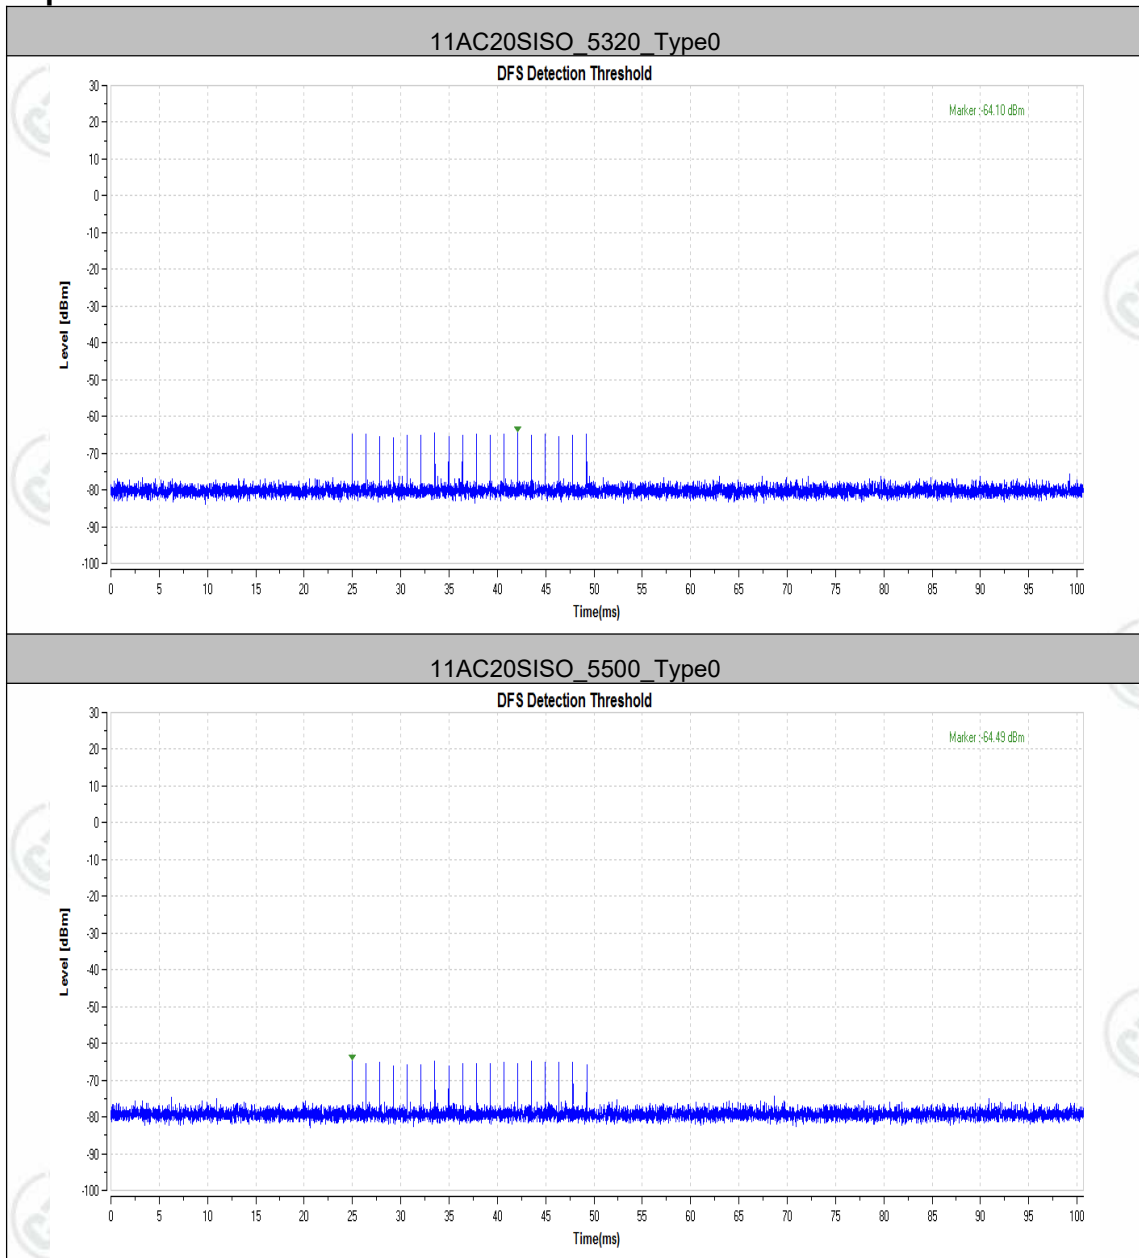 11AC20SISO_5320_Type0
DFS Detection Threshold
Marker :-64.10 dBm
30
20
10
0
-10
-20
-30
-40
-50
-60
-70
-80
-90
-100
Level [dBm]
0 5 10 15 20 25 30 35 40 45 50 55 60 65 70 75 80 85 90 95 100
Time(ms)
11AC20SISO_5500_Type0
DFS Detection Threshold
Marker :-64.49 dBm
30
20
10
0
-10
-20
-30
-40
-50
-60
-70
-80
-90
-100
Level [dBm]
0 5 10 15 20 25 30 35 40 45 50 55 60 65 70 75 80 85 90 95 100
Time(ms)